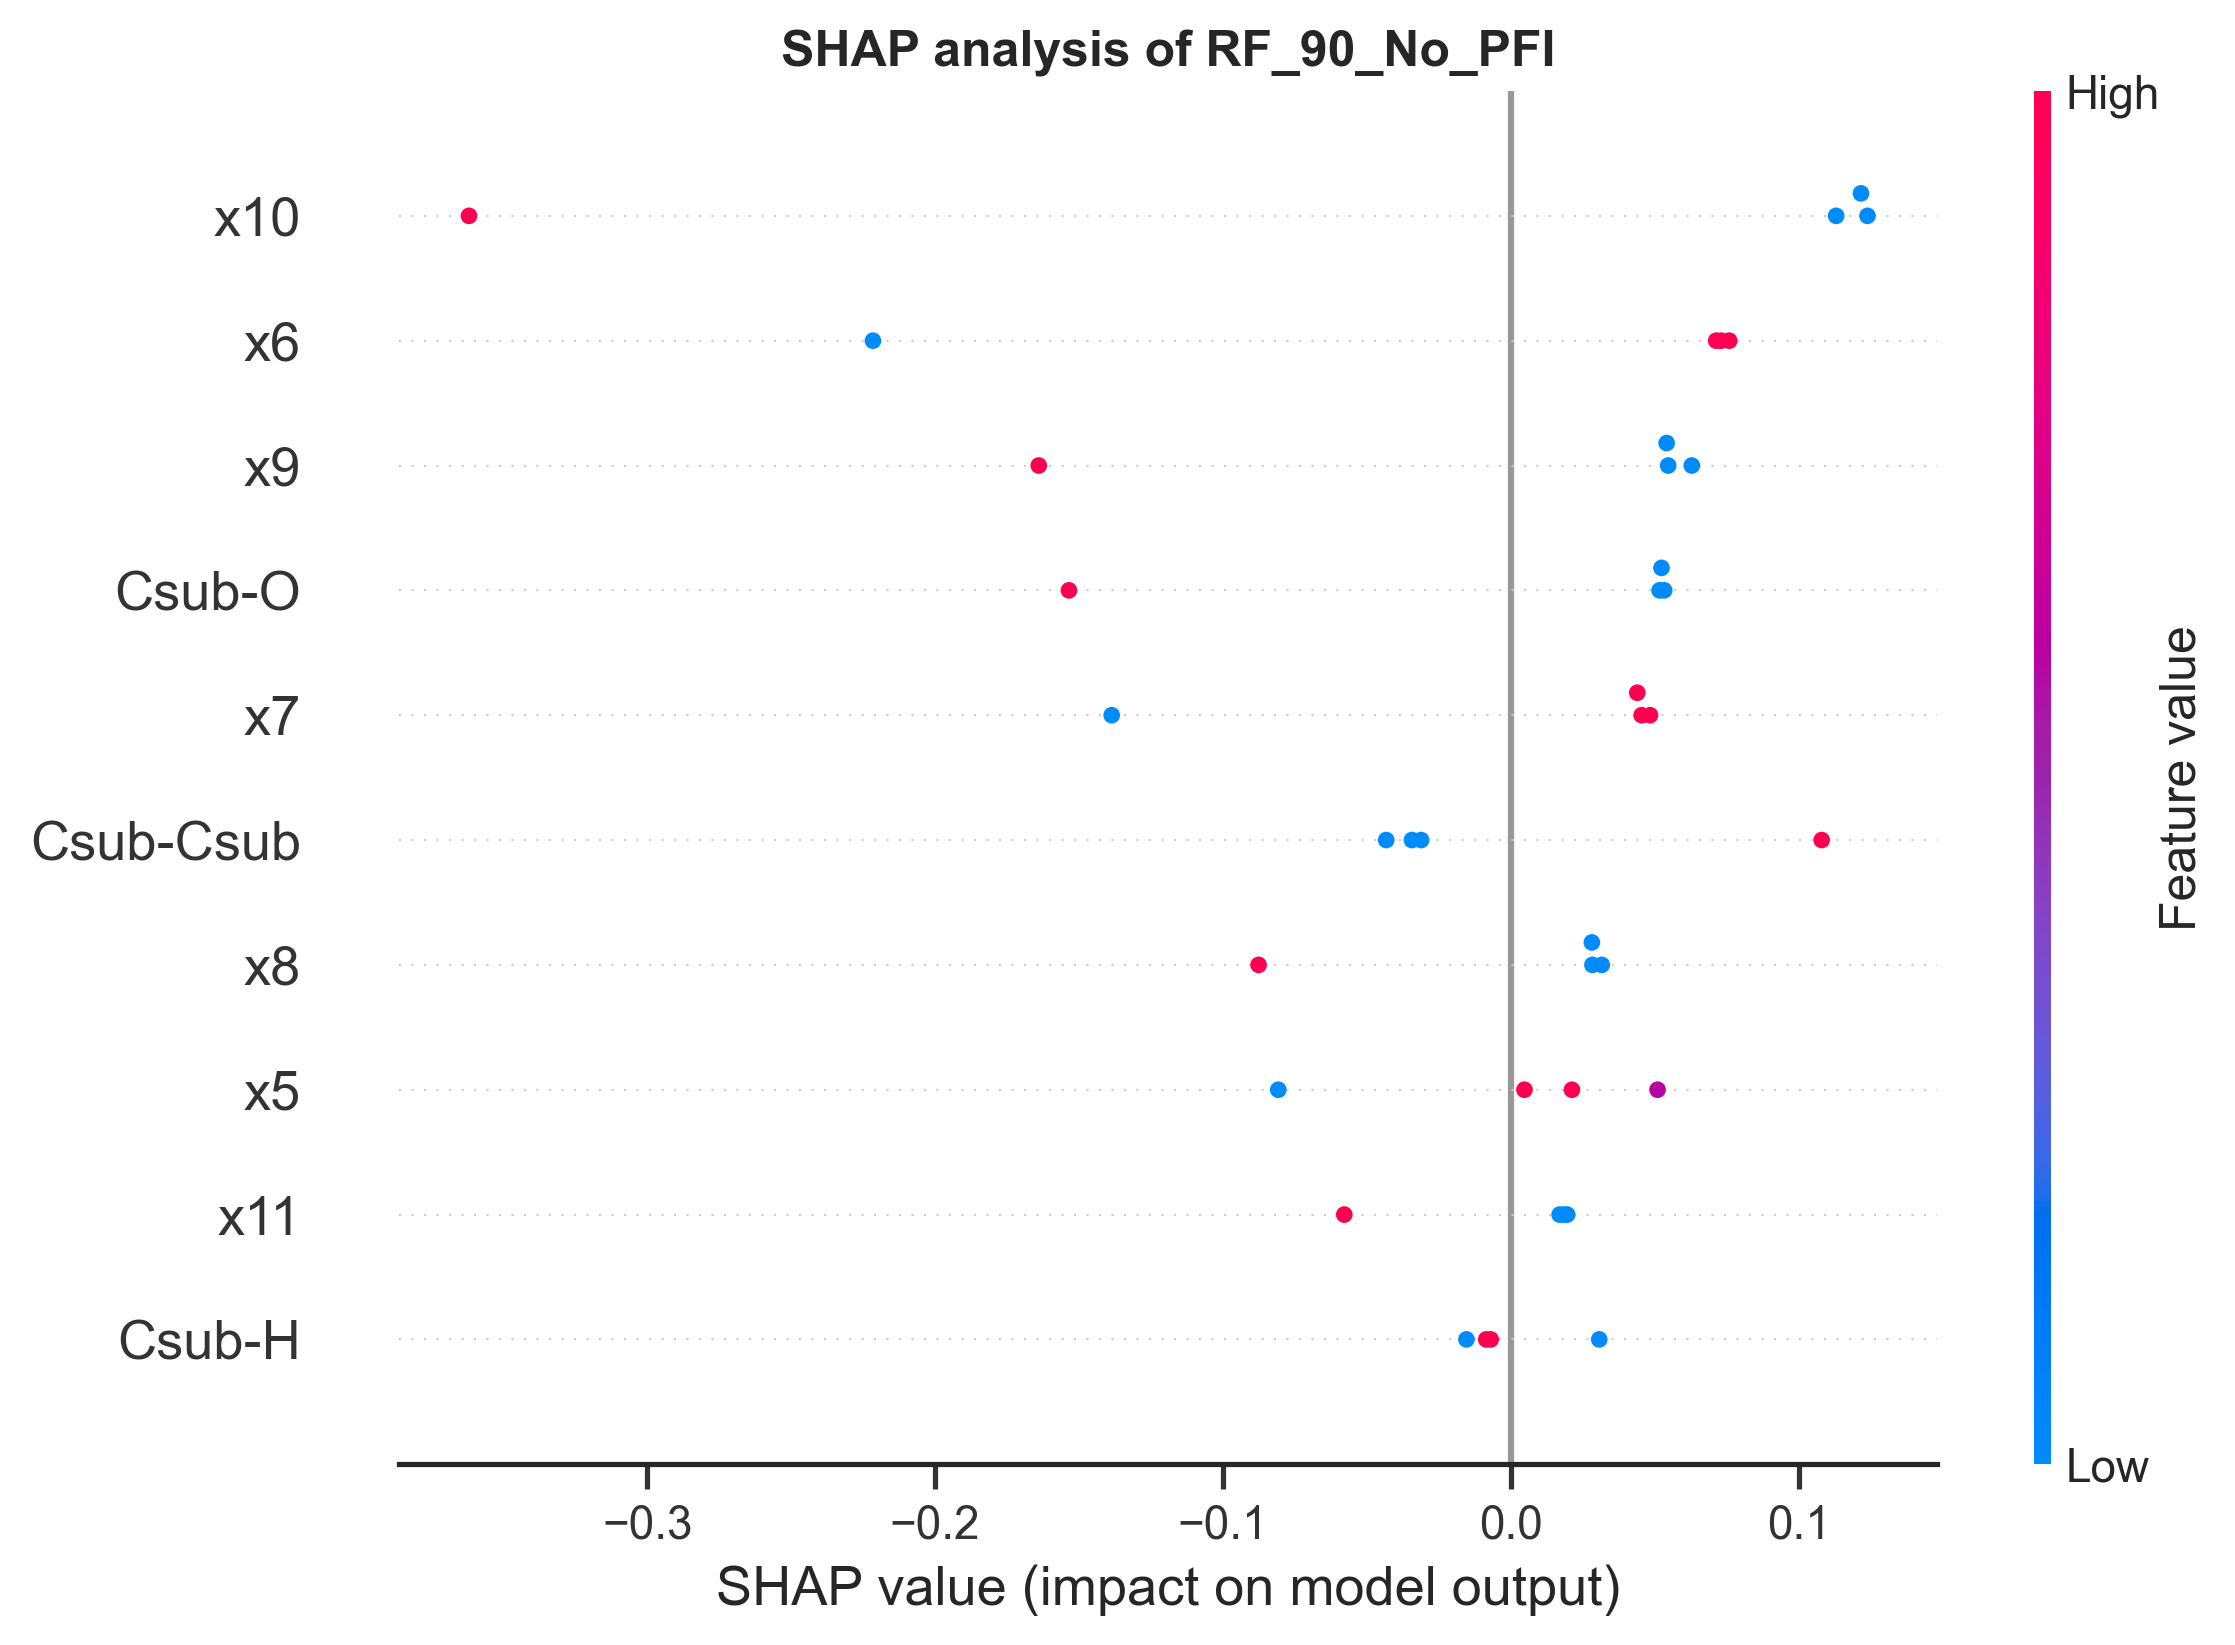 SHAP analysis of RF_90_No_PFI
High
x10
x6
x9
Csub-O
x7
Csub-Csub
x8
x5
x11
Csub-H
Feature value
Low
−0.3 −0.2 −0.1 0.0 0.1
SHAP value (impact on model output)